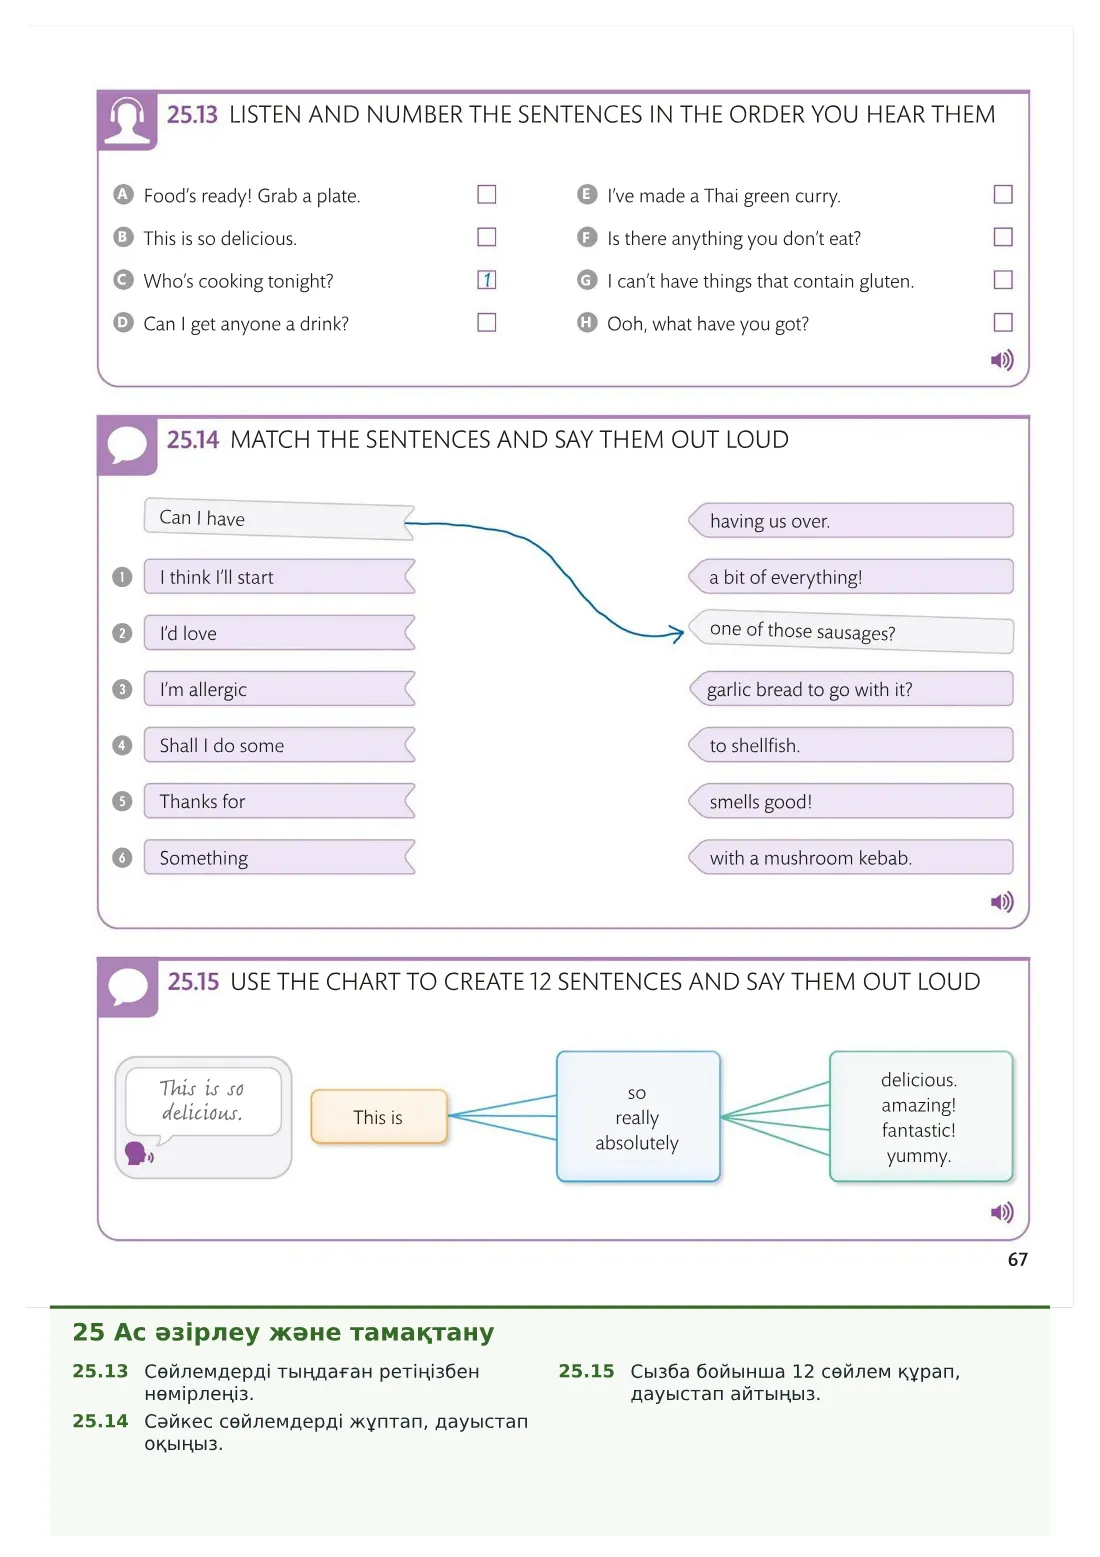 25.13 LISTEN AND NUMBER THE SENTENCES IN THE ORDER YOU HEAR THEM
A Food's ready! Grab a plate.
B This is so delicious.
C Who's cooking tonight? 1
D Can I get anyone a drink?
E I've made a Thai green curry.
F Is there anything you don't eat?
G I can't have things that contain gluten.
H Ooh, what have you got?
25.14 MATCH THE SENTENCES AND SAY THEM OUT LOUD
Can I have
1 I think I'll start
2 I'd love
3 I'm allergic
4 Shall I do some
5 Thanks for
6 Something
having us over.
a bit of everything!
one of those sausages?
garlic bread to go with it?
to shellfish.
smells good!
with a mushroom kebab.
25.15 USE THE CHART TO CREATE 12 SENTENCES AND SAY THEM OUT LOUD
This is so
delicious.
This is
so
really
absolutely
delicious.
amazing!
fantastic!
yummy.
67
25 Ас әзірлеу және тамақтану
25.13 Сөйлемдерді тыңдаған ретіңізбен
нөмірлеңіз.
25.14 Сәйкес сөйлемдерді жұптап, дауыстап
оқыңыз.
25.15 Сызба бойынша 12 сөйлем құрап,
дауыстап айтыңыз.